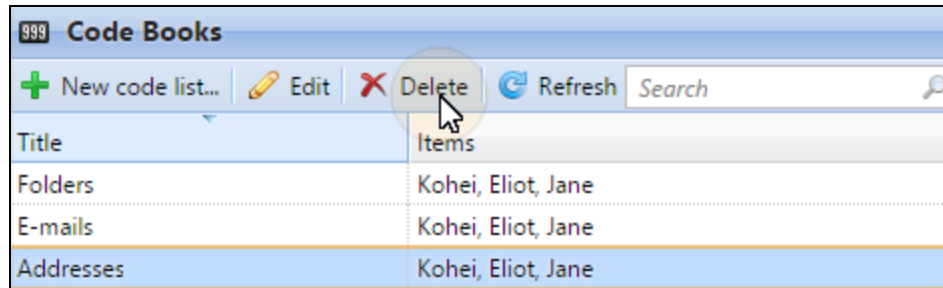 999 Code Books
New code list... Edit Delete Refresh Search
Title Items
Folders Kohei, Eliot, Jane
E-mails Kohei, Eliot, Jane
Addresses Kohei, Eliot, Jane